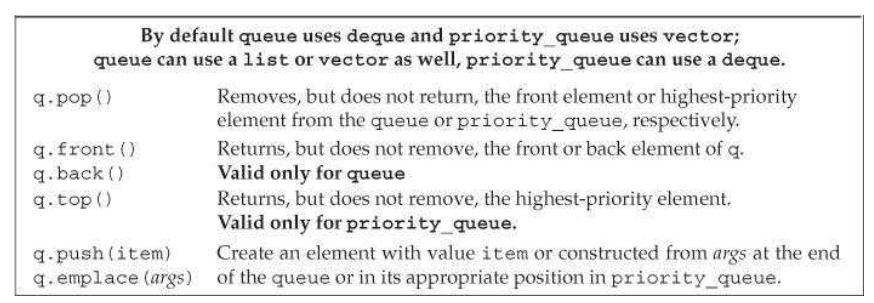 By default queue uses deque and priority_queue uses vector;
queue can use a list or vector as well, priority_queue can use a deque.
q.pop() Removes, but does not return, the front element or highest-priority
element from the queue or priority_queue, respectively.
q.front() Returns, but does not remove, the front or back element of q.
q.back() Valid only for queue
q.top() Returns, but does not remove, the highest-priority element.
Valid only for priority_queue.
q.push(item) Create an element with value item or constructed from args at the end
q.emplace(args) of the queue or in its appropriate position in priority_queue.